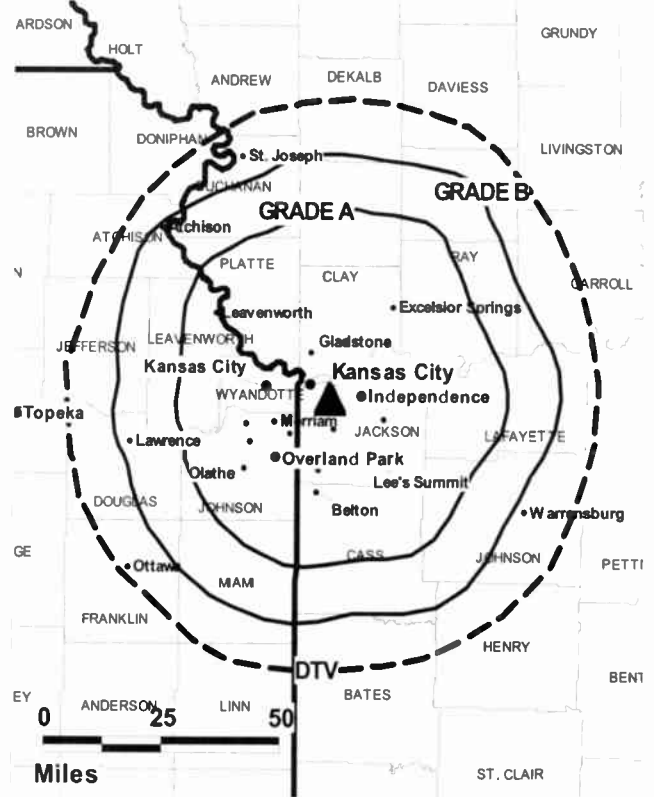 ARDSON
HOLT
GRUNDY
ANDREW
DEKALB
DAVIESS
BROWN
DONIPHAN
LIVINGSTON
St. Joseph
BUCHANAN
GRADE B
GRADE A
Atchison
ATCHISON
RAY
PLATTE
CLAY
N
CARROLL
Leavenworth
Excelsior Springs
JEFFERSON
LEAVENWORTH
Gladstone
Kansas City
Kansas City
WYANDOTTE
Independence
Topeka
Merriam
JACKSON
Lawrence
LAFAYETTE
Overland Park
Olathe
Lee's Summit
DOUGLAS
JOHNSON
Belton
Warrensburg
GE
CASS
JOHNSON
PETTI
Ottawa
MIAMI
FRANKLIN
HENRY
DTV
BENT
EY
ANDERSON
LINN
BATES
0 25 50
Miles
ST. CLAIR